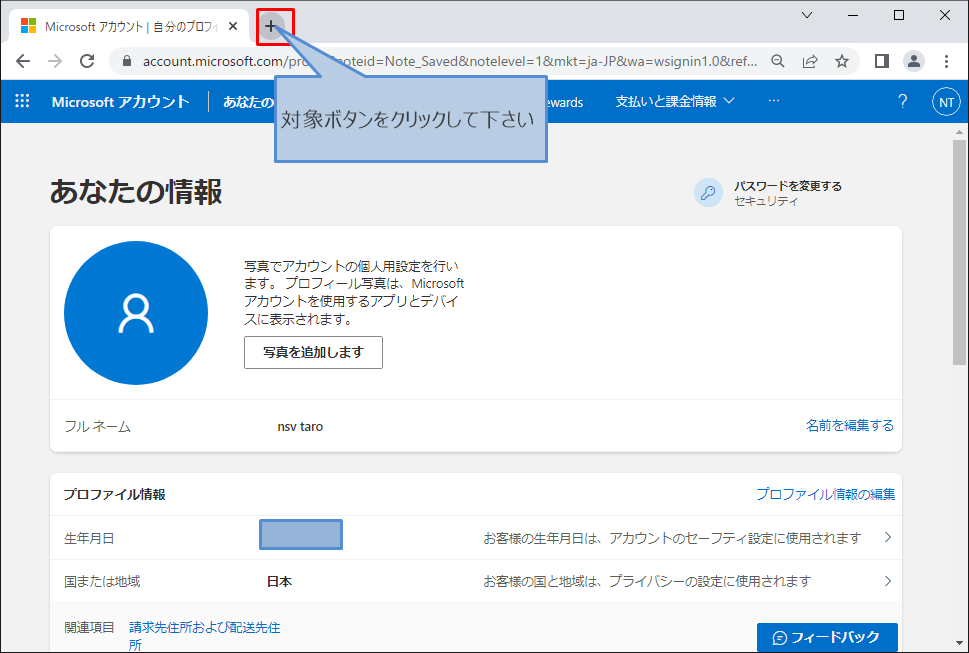 Microsoft アカウント | 自分のプロフィ
account.microsoft.com/pro
noteid=Note_Saved&notelevel=1&mkt=ja-JP&wa=wsignin1.0&ref...
Microsoft アカウント
あなたの
ewards
支払いと課金情報
...
?
NT
対象ボタンをクリックして下さい
あなたの情報
パスワードを変更する
セキュリティ
写真でアカウントの個人用設定を行い
ます。 プロフィール写真は、Microsoft
アカウントを使用するアプリとデバイ
スに表示されます。
写真を追加します
フル ネーム
nsv taro
名前を編集する
プロファイル情報
プロファイル情報の編集
生年月日
お客様の生年月日は、アカウントのセーフティ設定に使用されます
国または地域
日本
お客様の国と地域は、プライバシーの設定に使用されます
関連項目
請求先住所および配送先住
所
フィードバック